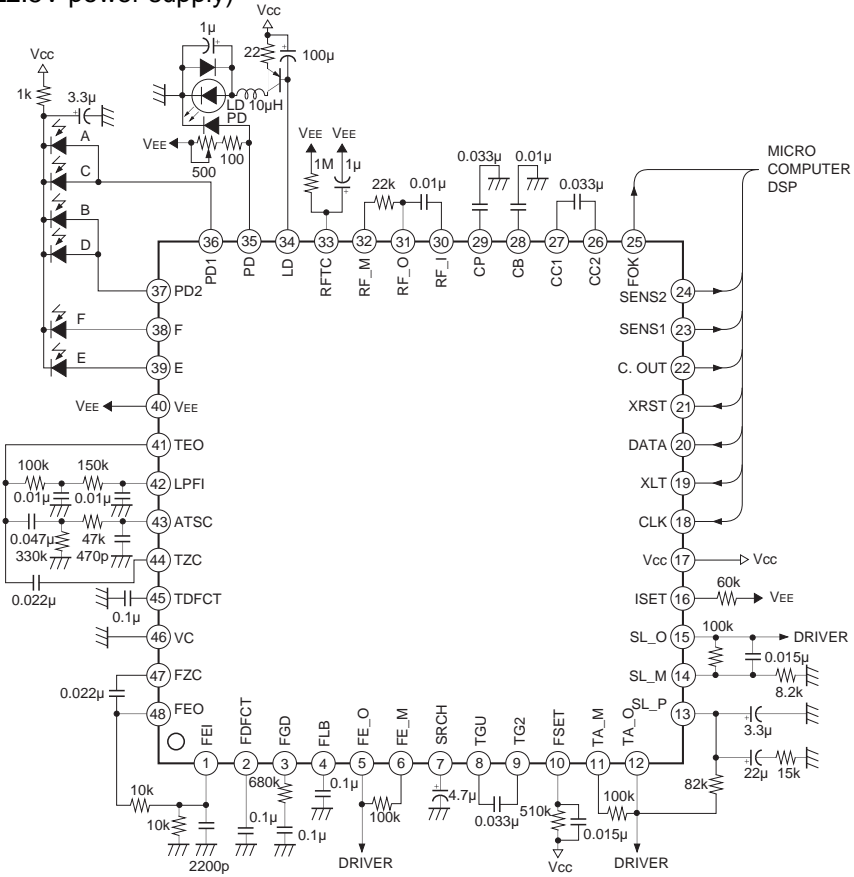 Vcc
1µ
22
100µ
Vcc
1k
3.3µ
LD 10µH
PD
A
VEE
500
100
VEE VEE
1M
1µ
0.033µ
0.01µ
MICRO
COMPUTER
DSP
C
B
D
22k
0.01µ
0.033µ
36 35 34 33 32 31 30 29 28 27 26 25
PD1 PD LD RFTC RF_M RF_O RF_I CP CB CC1 CC2 FOK
37 PD2
SENS2 24
F
38 F
SENS1 23
E
39 E
C. OUT 22
VEE
40 VEE
XRST 21
41 TEO
DATA 20
100k 150k
0.01µ 0.01µ
42 LPFI
XLT 19
43 ATSC
CLK 18
0.047µ
330k
47k
470p
44 TZC
Vcc 17
Vcc
0.022µ
45 TDFCT
0.1µ
ISET 16
60k
VEE
46 VC
SL_O 15
100k
DRIVER
0.015µ
47 FZC
SL_M 14
8.2k
0.022µ
48 FEO
SL_P
13
3.3µ
FEI FDFCT FGD FLB FE_O FE_M SRCH TGU TG2 FSET TA_M TA_O
1 2 3 4 5 6 7 8 9 10 11 12
22µ 15k
82k
10k
10k
2200p
0.1µ
680k
0.1µ
0.1µ
100k
DRIVER
4.7µ
0.033µ
510k
0.015µ
Vcc
100k
DRIVER